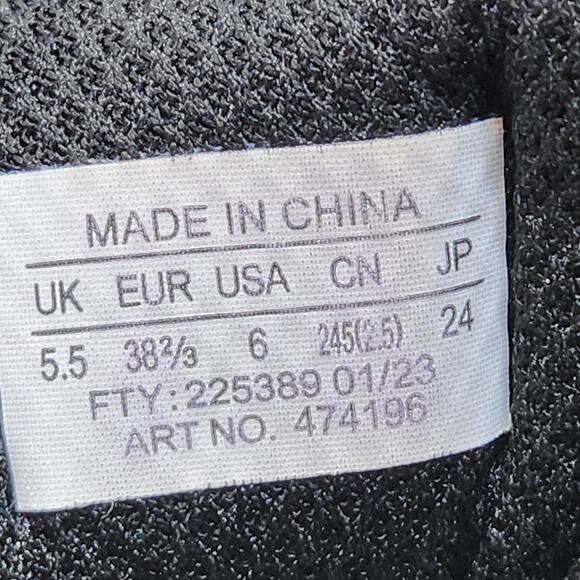 MADE IN CHINA
UK EUR USA CN JP
5.5 38⅔ 6 245(2.5) 24
FTY: 225389 01/23
ART NO. 474196